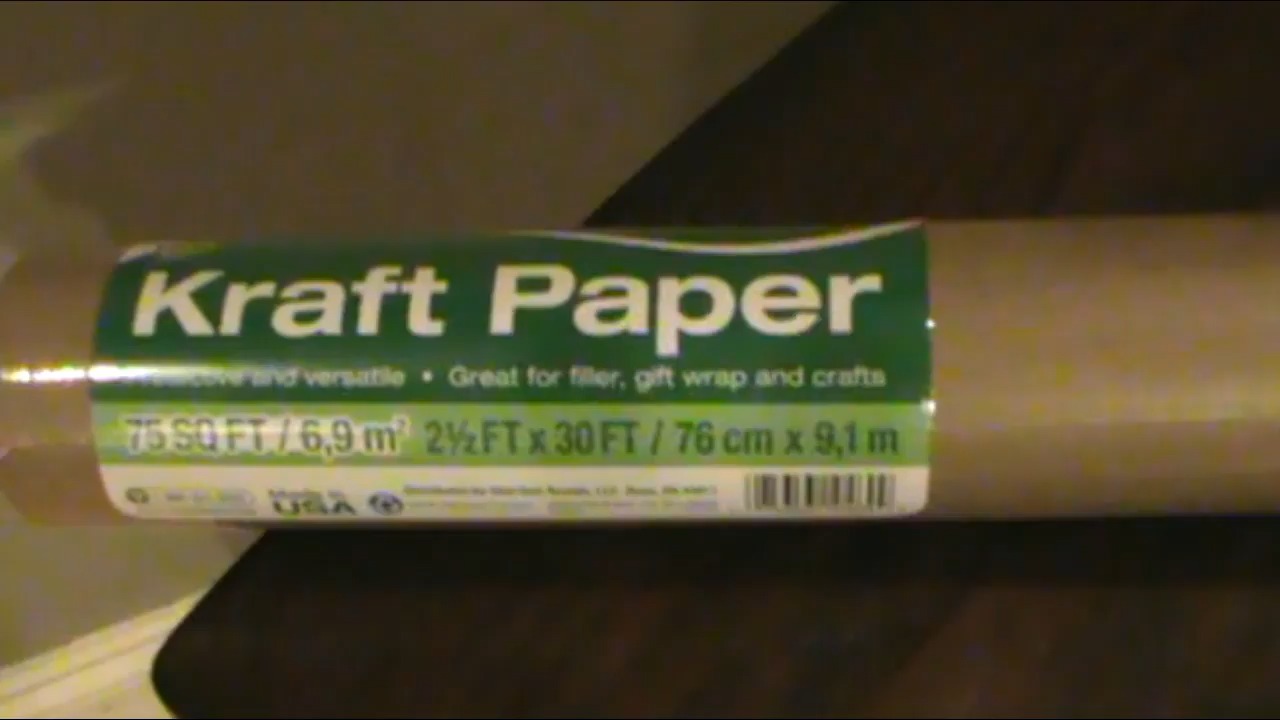 Kraft Paper
and versatile • Great for filler, gift wrap and crafts
75 SQ FT / 6,9 m² 2½ FT x 30 FT / 76 cm x 9,1 m
Made in
USA